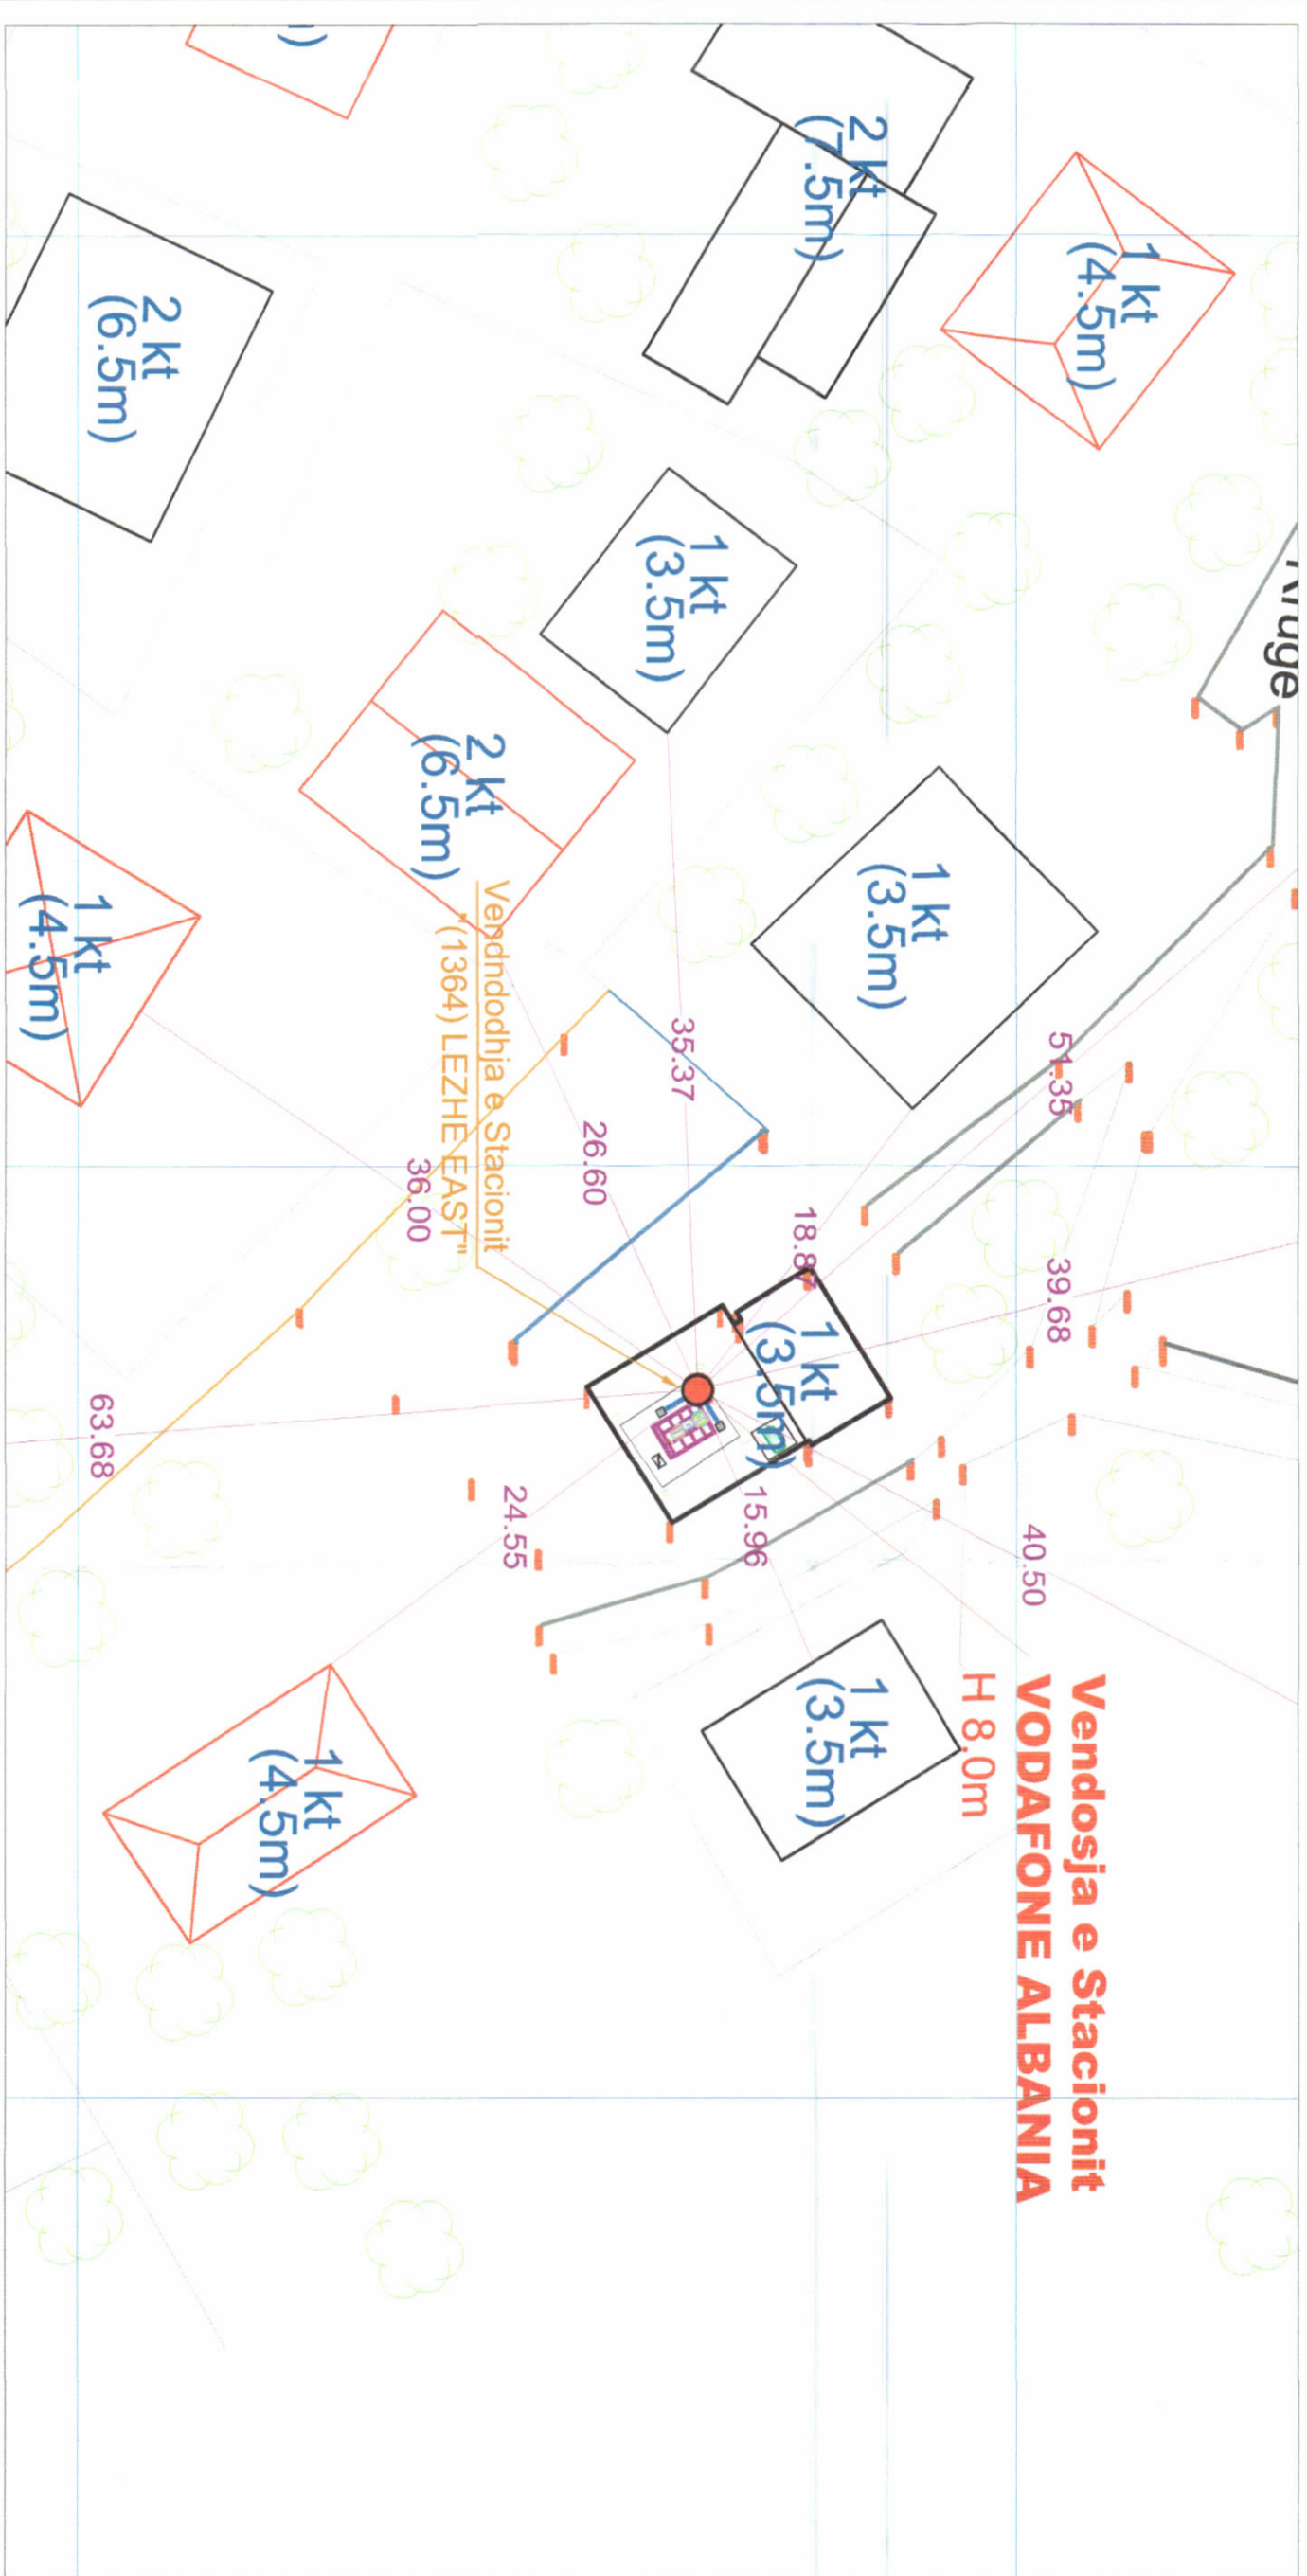 Rruge
Vendosja e Stacionit
VODAFONE ALBANIA
H 8.0m
1 kt
(4.5m)
2 kt
(7.5m)
1 kt
(3.5m)
1 kt
(3.5m)
51.35
39.68
40.50
18.87
1 kt
(3.5m)
15.96
1 kt
(3.5m)
35.37
26.60
2 kt
(6.5m)
Vendndodhja e Stacionit
"(1364) LEZHE EAST"
36.00
24.55
1 kt
(4.5m)
2 kt
(6.5m)
1 kt
(4.5m)
63.68